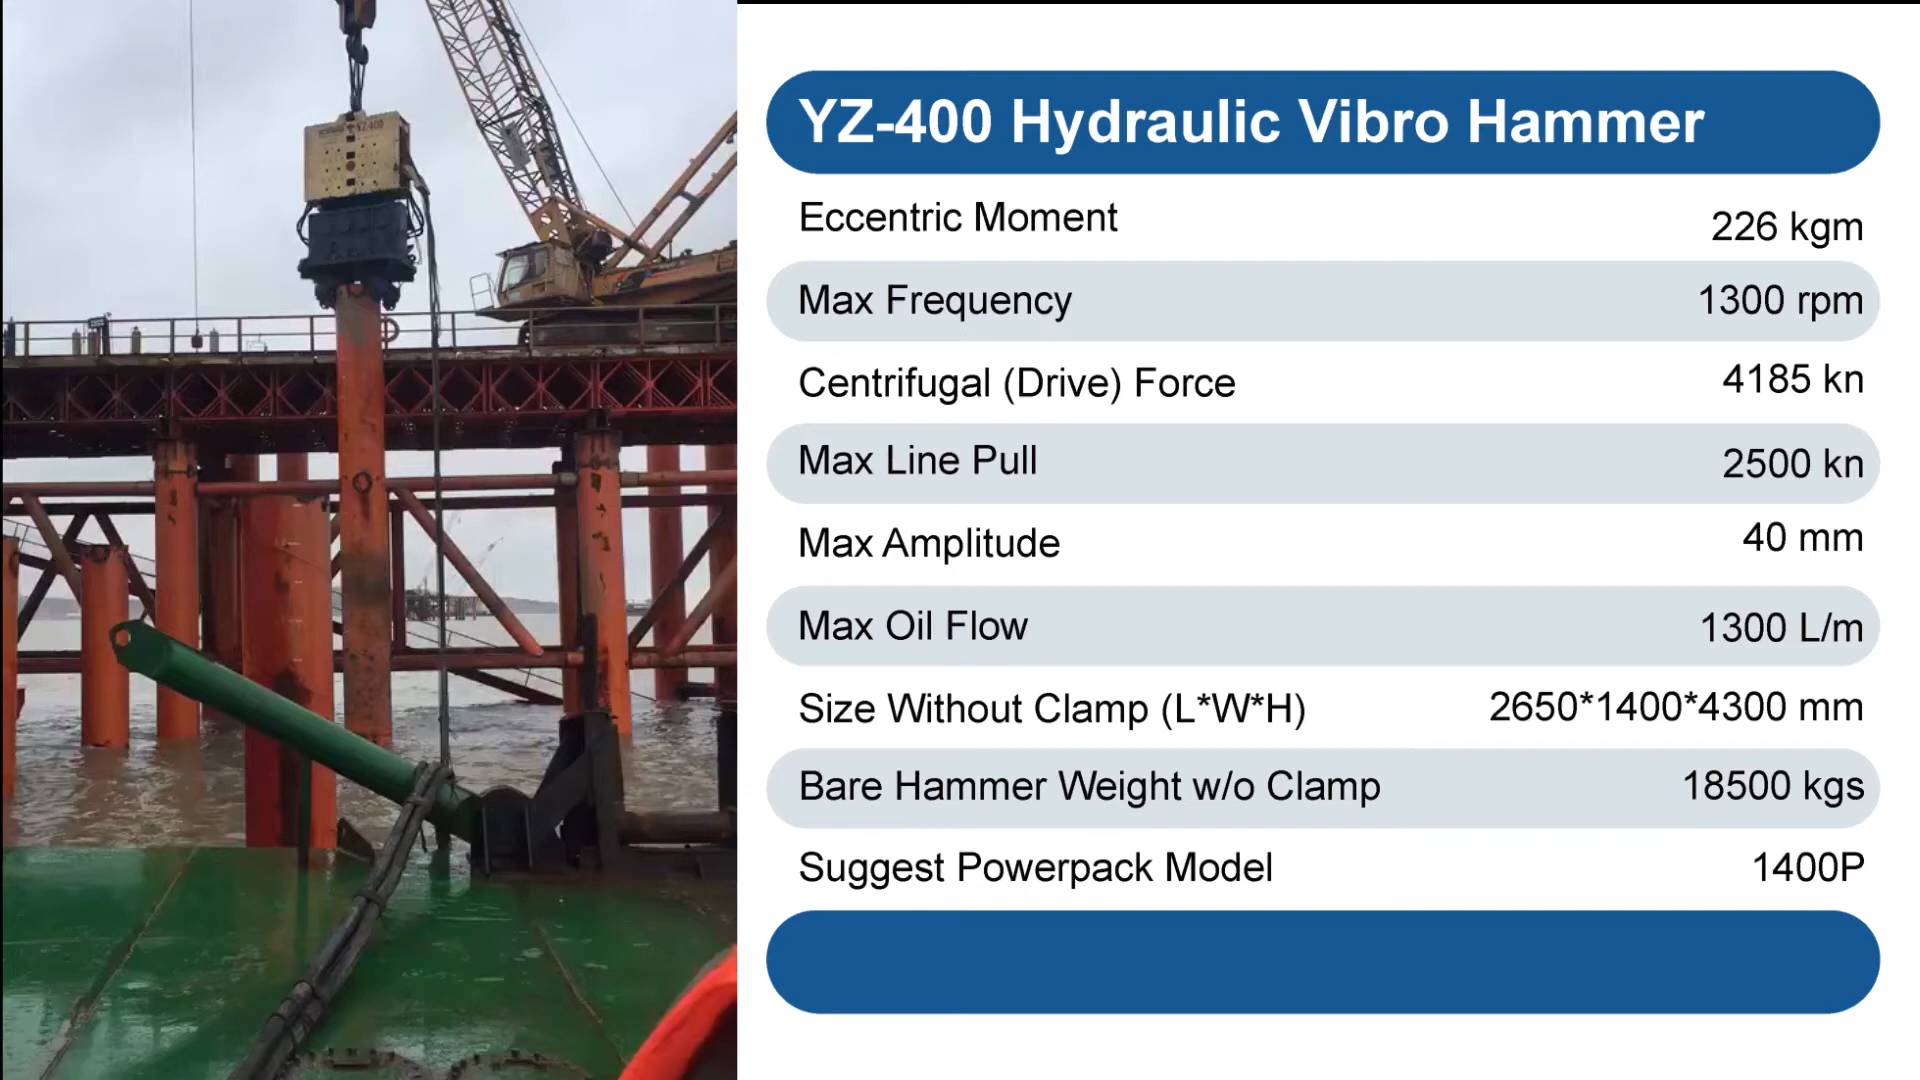 YZ-400
YZ-400 Hydraulic Vibro Hammer
Eccentric Moment 226 kgm
Max Frequency 1300 rpm
Centrifugal (Drive) Force 4185 kn
Max Line Pull 2500 kn
Max Amplitude 40 mm
Max Oil Flow 1300 L/m
Size Without Clamp (L*W*H) 2650*1400*4300 mm
Bare Hammer Weight w/o Clamp 18500 kgs
Suggest Powerpack Model 1400P